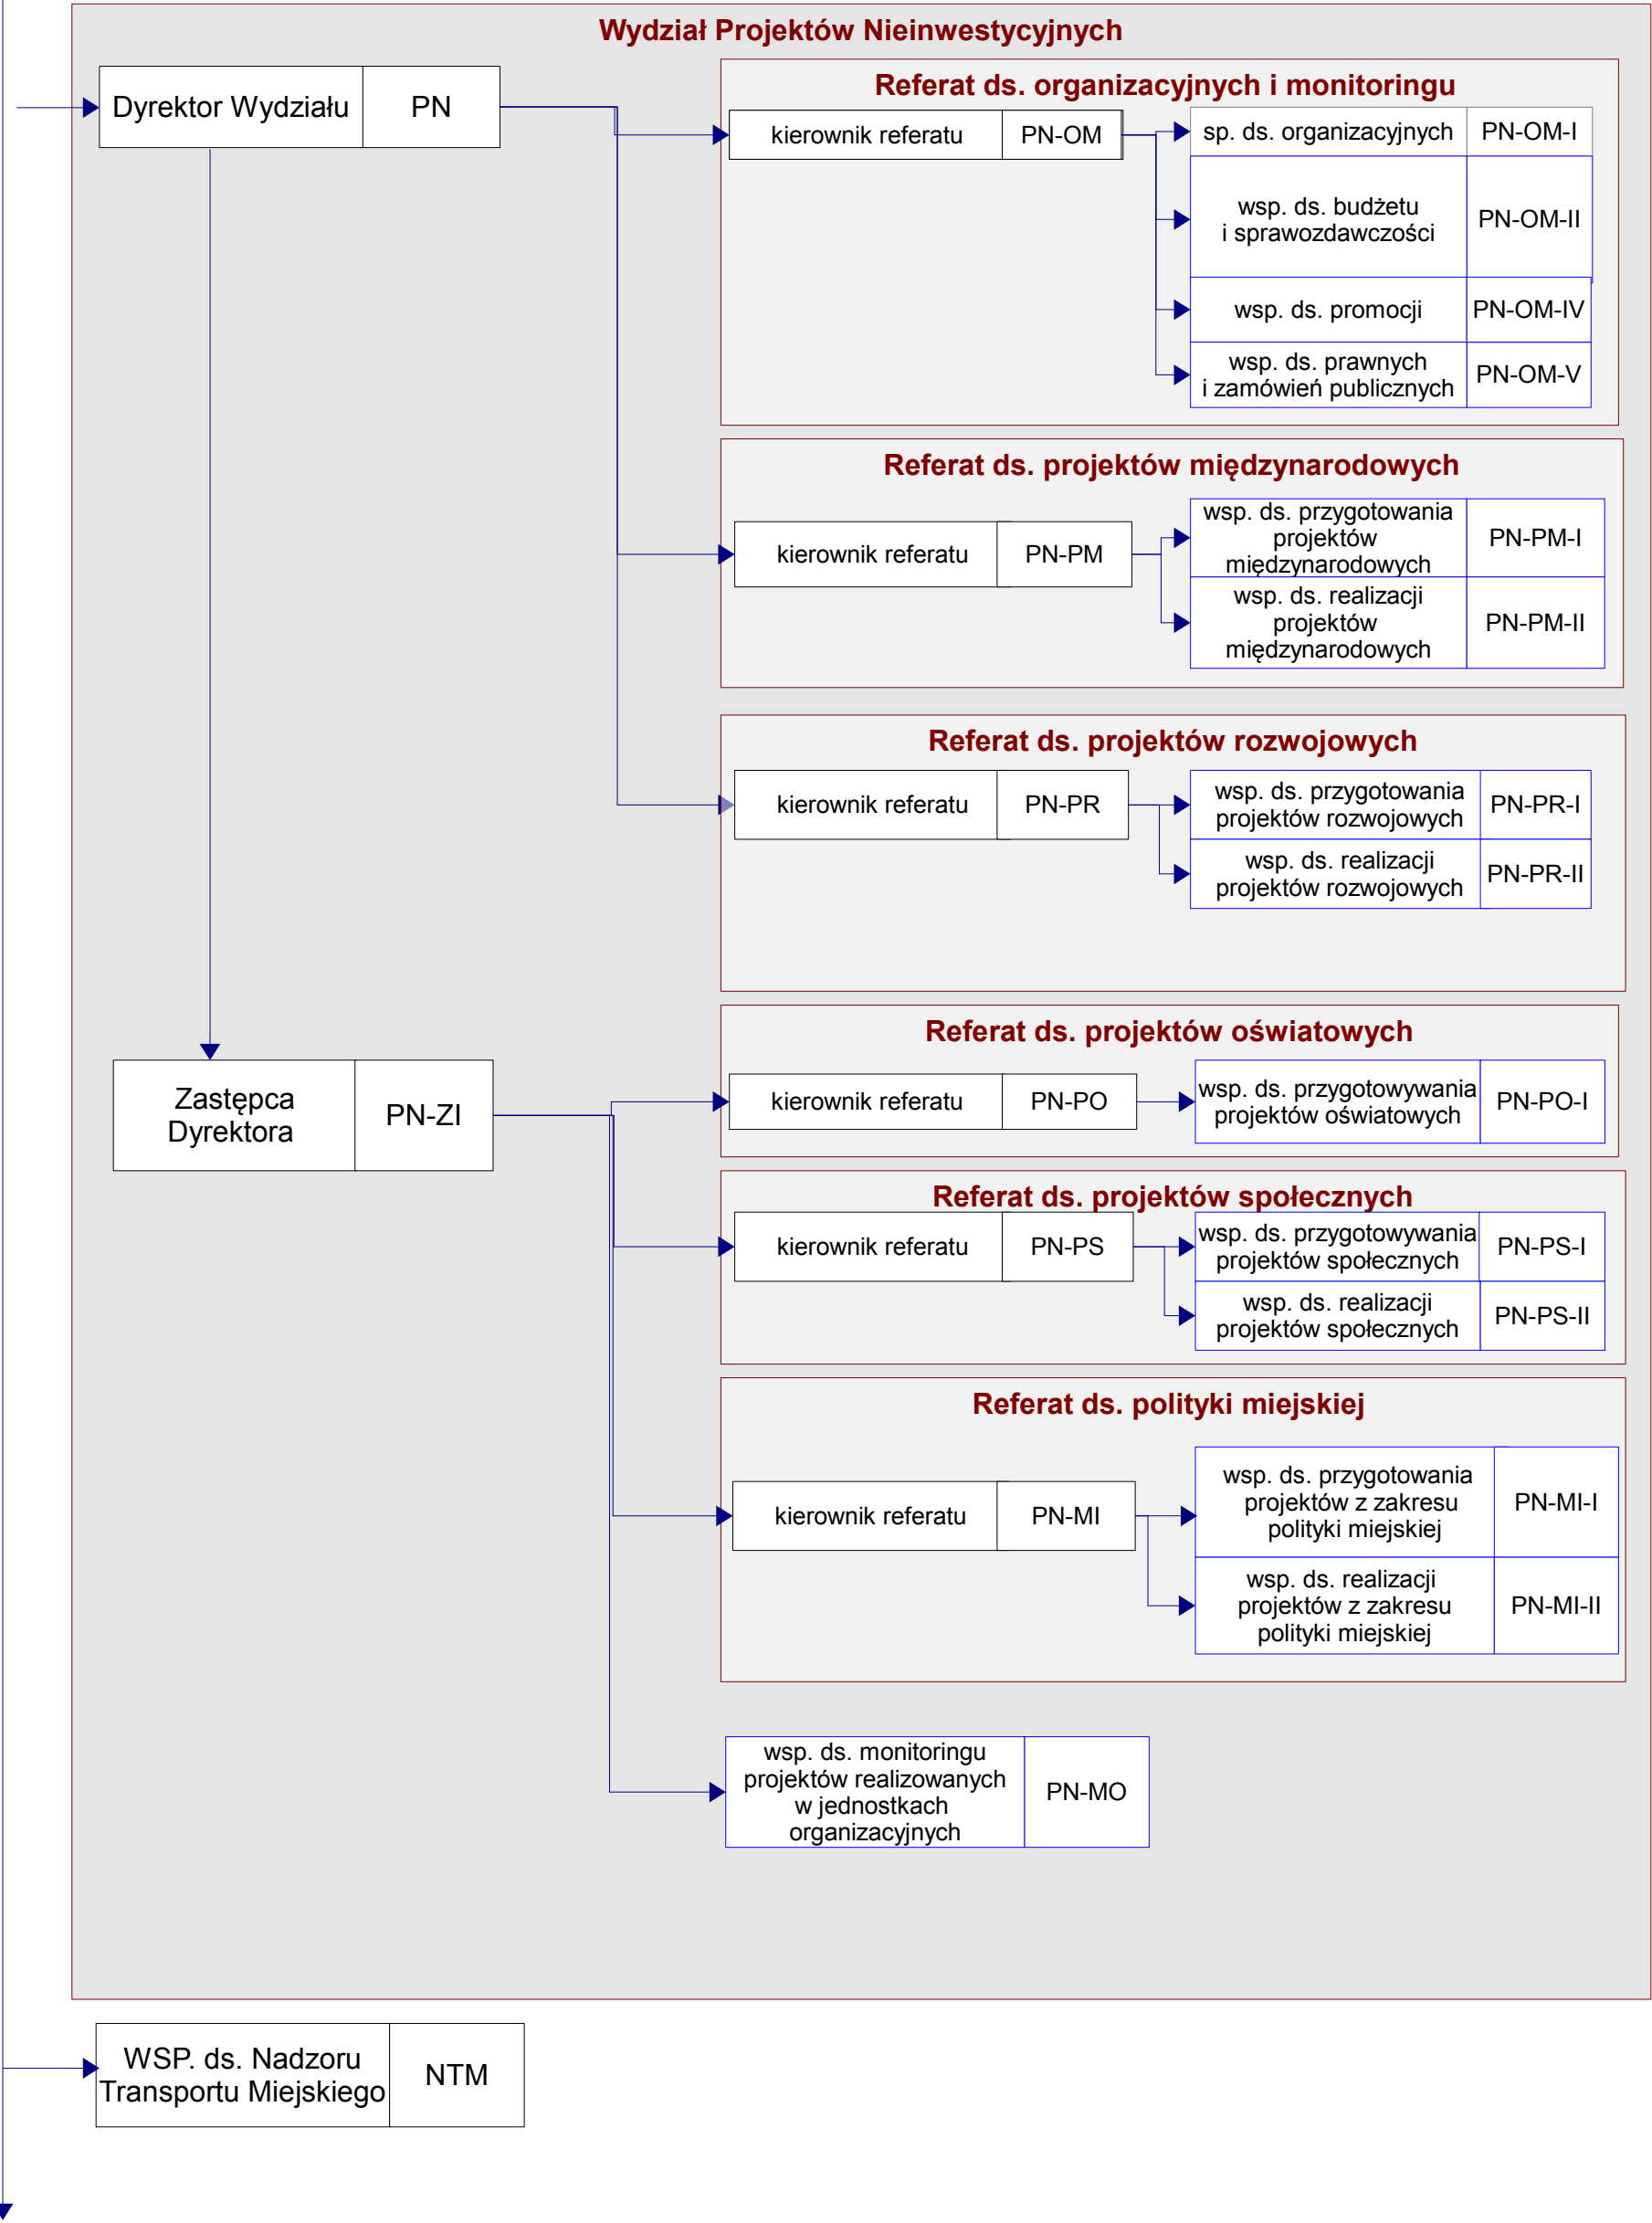 Wydział Projektów Nieinwestycyjnych
Dyrektor Wydziału
PN
Referat ds. organizacyjnych i monitoringu
kierownik referatu
PN-OM
sp. ds. organizacyjnych
PN-OM-I
wsp. ds. budżetu
i sprawozdawczości
PN-OM-II
wsp. ds. promocji
PN-OM-IV
wsp. ds. prawnych
i zamówień publicznych
PN-OM-V
Referat ds. projektów międzynarodowych
kierownik referatu
PN-PM
wsp. ds. przygotowania
projektów
międzynarodowych
PN-PM-I
wsp. ds. realizacji
projektów
międzynarodowych
PN-PM-II
Referat ds. projektów rozwojowych
kierownik referatu
PN-PR
wsp. ds. przygotowania
projektów rozwojowych
PN-PR-I
wsp. ds. realizacji
projektów rozwojowych
PN-PR-II
Zastępca
Dyrektora
PN-ZI
Referat ds. projektów oświatowych
kierownik referatu
PN-PO
wsp. ds. przygotowywania
projektów oświatowych
PN-PO-I
Referat ds. projektów społecznych
kierownik referatu
PN-PS
wsp. ds. przygotowywania
projektów społecznych
PN-PS-I
wsp. ds. realizacji
projektów społecznych
PN-PS-II
Referat ds. polityki miejskiej
kierownik referatu
PN-MI
wsp. ds. przygotowania
projektów z zakresu
polityki miejskiej
PN-MI-I
wsp. ds. realizacji
projektów z zakresu
polityki miejskiej
PN-MI-II
wsp. ds. monitoringu
projektów realizowanych
w jednostkach
organizacyjnych
PN-MO
WSP. ds. Nadzoru
Transportu Miejskiego
NTM